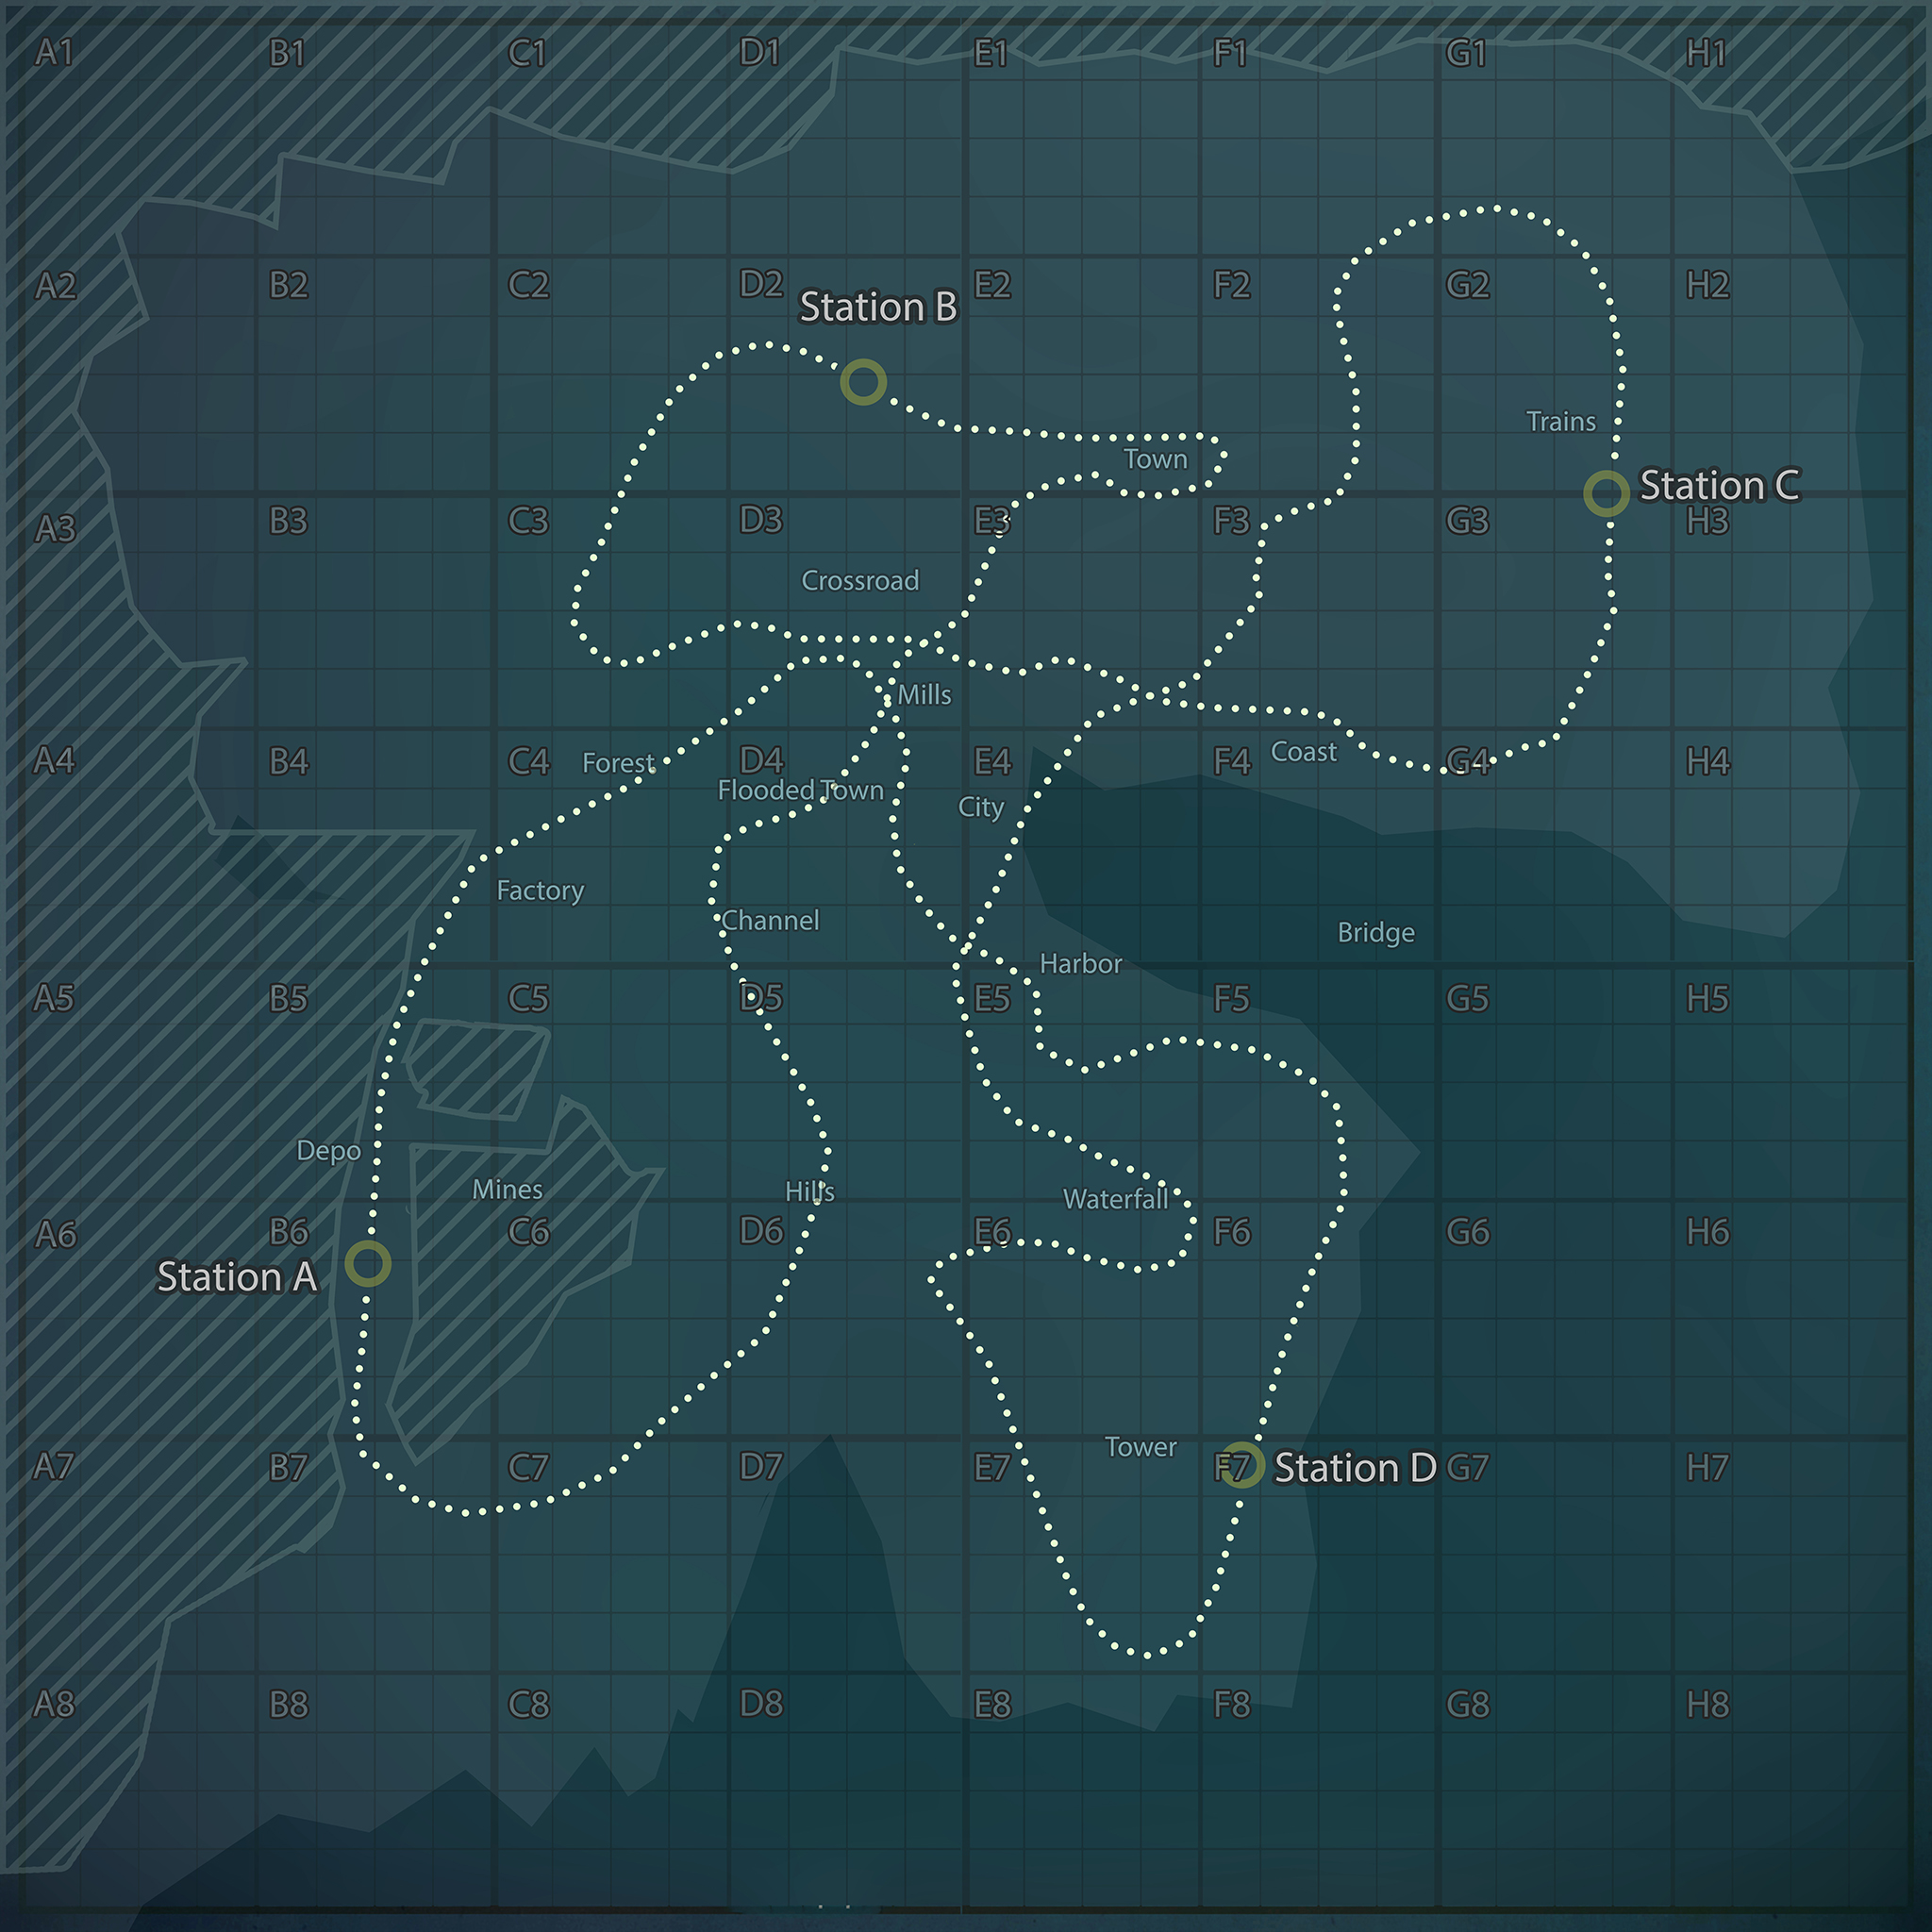 A1 B1 C1 D1 E1 F1 G1 H1
A2 B2 C2 D2 E2 F2 G2 H2
Station B
Trains
Town
Station C
A3 B3 C3 D3 E3 F3 G3 H3
Crossroad
Mills
A4 B4 C4 Forest D4 E4 F4 Coast G4 H4
Flooded Town
City
Factory
Channel
Bridge
Harbor
A5 B5 C5 D5 E5 F5 G5 H5
Depo
Mines
Hills
Waterfall
A6 B6 C6 D6 E6 F6 G6 H6
Station A
Tower
A7 B7 C7 D7 E7 F7 Station D G7 H7
A8 B8 C8 D8 E8 F8 G8 H8